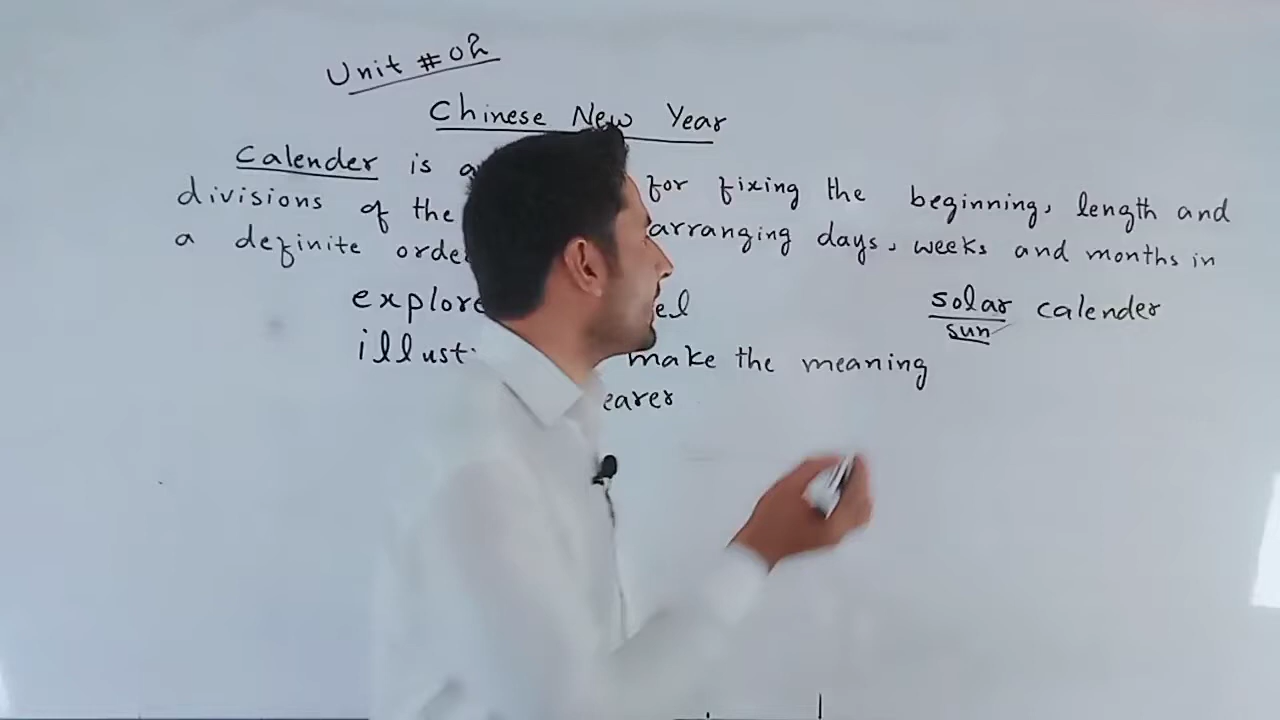 Unit #02
Chinese New Year
Calender is a for fixing the beginning, length and
divisions of the arranging days, weeks and months in
a definite orde
explore el
illust make the meaning
earer
solar calender
sun